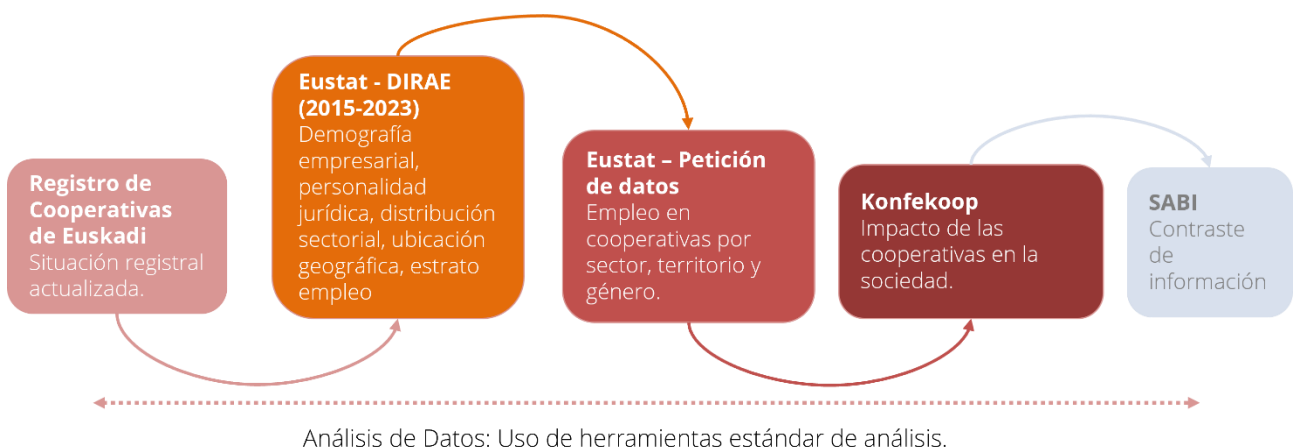 Registro de
Cooperativas
de Euskadi
Situación registral
actualizada.
Eustat - DIRAE
(2015-2023)
Demografía
empresarial,
personalidad
jurídica, distribución
sectorial, ubicación
geográfica, estrato
empleo
Eustat – Petición
de datos
Empleo en
cooperativas por
sector, territorio y
género.
Konfekoop
Impacto de las
cooperativas en la
sociedad.
SABI
Contraste
de
información
Análisis de Datos: Uso de herramientas estándar de análisis.